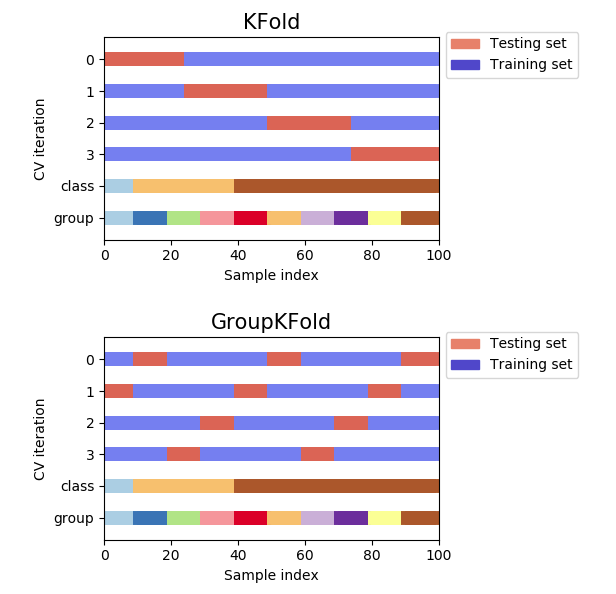 KFold
Testing set
Training set
0
1
2
3
class
group
CV iteration
0 20 40 60 80 100
Sample index
GroupKFold
Testing set
Training set
0
1
2
3
class
group
CV iteration
0 20 40 60 80 100
Sample index